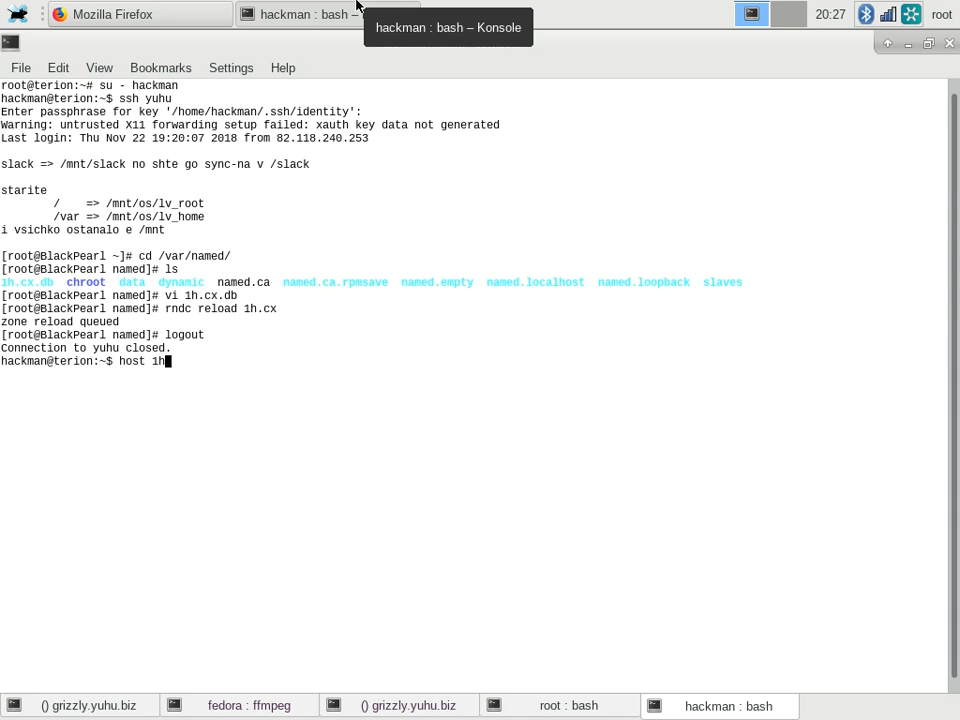 Mozilla Firefox
hackman : bash –
20:27
root
hackman : bash – Konsole
File Edit View Bookmarks Settings Help
root@terion:~# su - hackman
hackman@terion:~$ ssh yuhu
Enter passphrase for key '/home/hackman/.ssh/identity':
Warning: untrusted X11 forwarding setup failed: xauth key data not generated
Last login: Thu Nov 22 19:20:07 2018 from 82.118.240.253
slack => /mnt/slack no shte go sync-na v /slack
starite
/ => /mnt/os/lv_root
/var => /mnt/os/lv_home
i vsichko ostanalo e /mnt
[root@BlackPearl ~]# cd /var/named/
[root@BlackPearl named]# ls
1h.cx.db chroot data dynamic named.ca named.ca.rpmsave named.empty named.localhost named.loopback slaves
[root@BlackPearl named]# vi 1h.cx.db
[root@BlackPearl named]# rndc reload 1h.cx
zone reload queued
[root@BlackPearl named]# logout
Connection to yuhu closed.
hackman@terion:~$ host 1h
() grizzly.yuhu.biz
fedora : ffmpeg
() grizzly.yuhu.biz
root : bash
hackman : bash